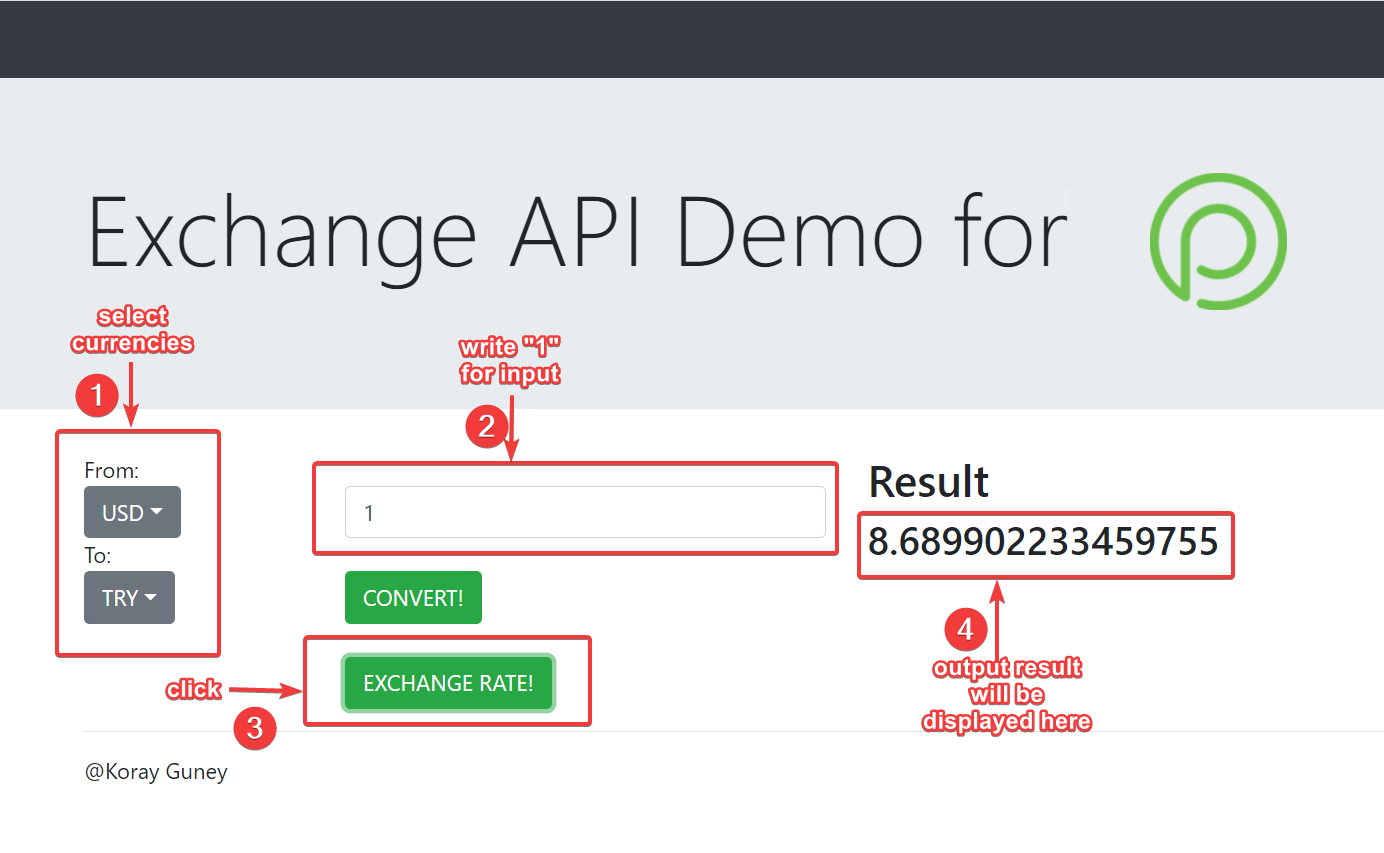 Exchange API Demo for
select
currencies
1
write "1"
for input
2
From:
USD
To:
TRY
1
CONVERT!
EXCHANGE RATE!
click
3
Result
8.689902233459755
4
output result
will be
displayed here
@Koray Guney